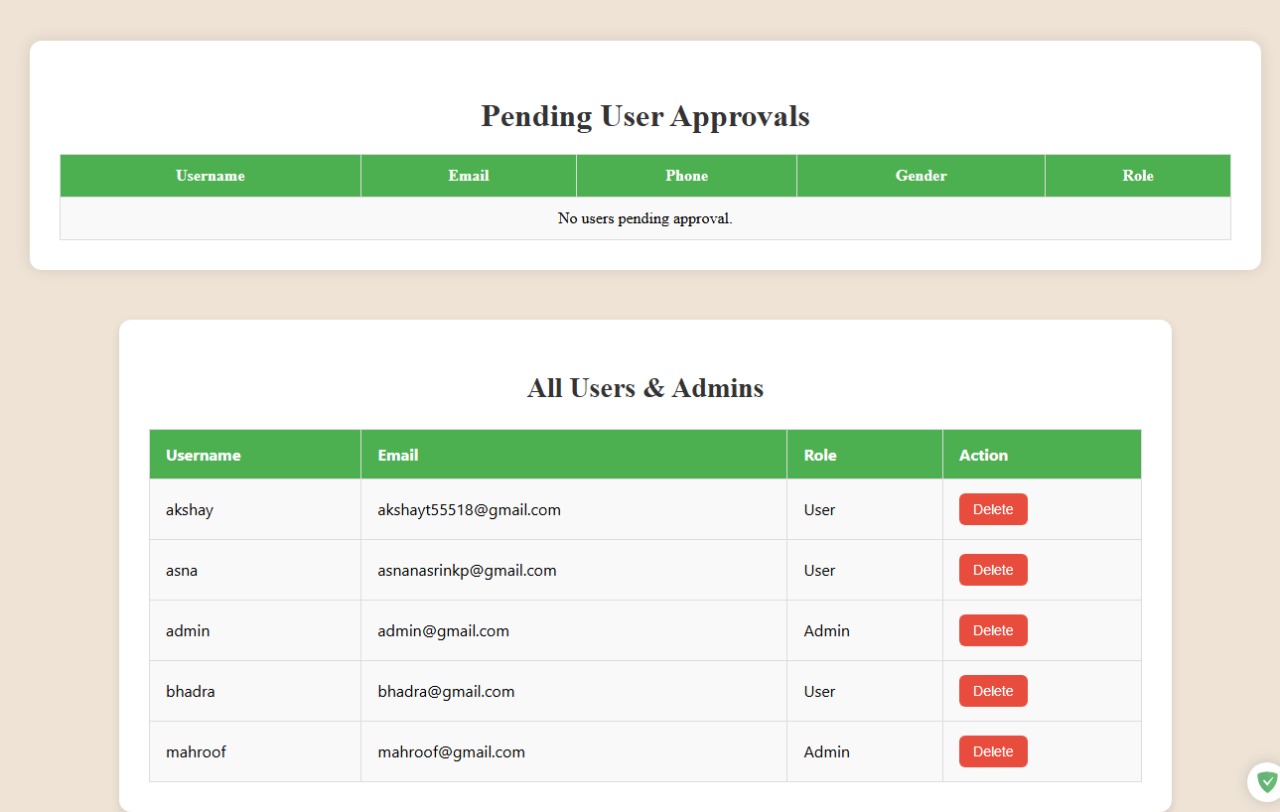 Pending User Approvals
Username Email Phone Gender Role
No users pending approval.
All Users & Admins
Username Email Role Action
akshay akshayt55518@gmail.com User Delete
asna asnanasrinkp@gmail.com User Delete
admin admin@gmail.com Admin Delete
bhadra bhadra@gmail.com User Delete
mahroof mahroof@gmail.com Admin Delete